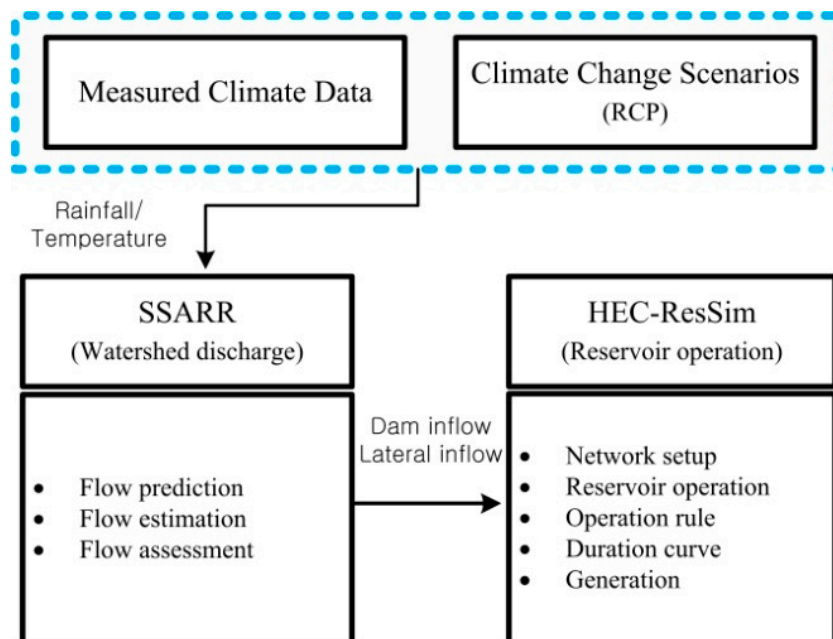 Measured Climate Data
Climate Change Scenarios
(RCP)
Rainfall/
Temperature
SSARR
(Watershed discharge)
HEC-ResSim
(Reservoir operation)
• Flow prediction
• Flow estimation
• Flow assessment
Dam inflow
Lateral inflow
• Network setup
• Reservoir operation
• Operation rule
• Duration curve
• Generation